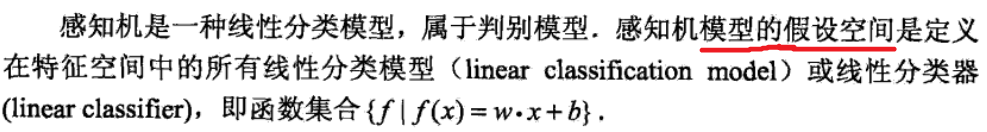 感知机是一种线性分类模型，属于判别模型．感知机模型的假设空间是定义
在特征空间中的所有线性分类模型（linear classification model）或线性分类器
(linear classifier)，即函数集合{f | f(x) = w•x + b}．